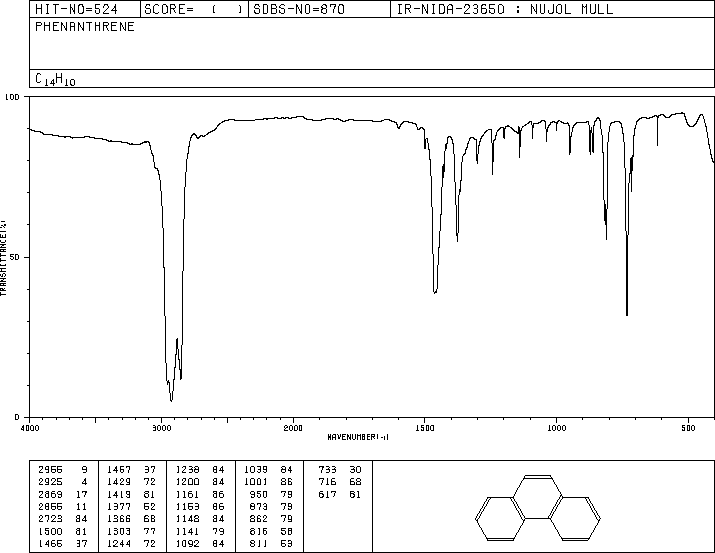 HIT-NO=524 SCORE= ( ) SDBS-NO=870 IR-NIDA-23650 : NUJOL MULL
PHENANTHRENE
C14H10
100
50
0
TRANSMITTANCE(%)
4000 3000 2000 1500 1000 500
WAVENUMBER(-1)
2956 9 1457 37 1238 84 1039 84 733 30
2925 4 1429 72 1200 84 1001 86 716 68
2869 17 1419 81 1161 86 950 79 617 81
2855 11 1377 52 1153 86 873 79
2723 84 1366 68 1148 84 862 79
1500 81 1303 77 1141 79 816 58
1465 37 1244 72 1092 84 811 53